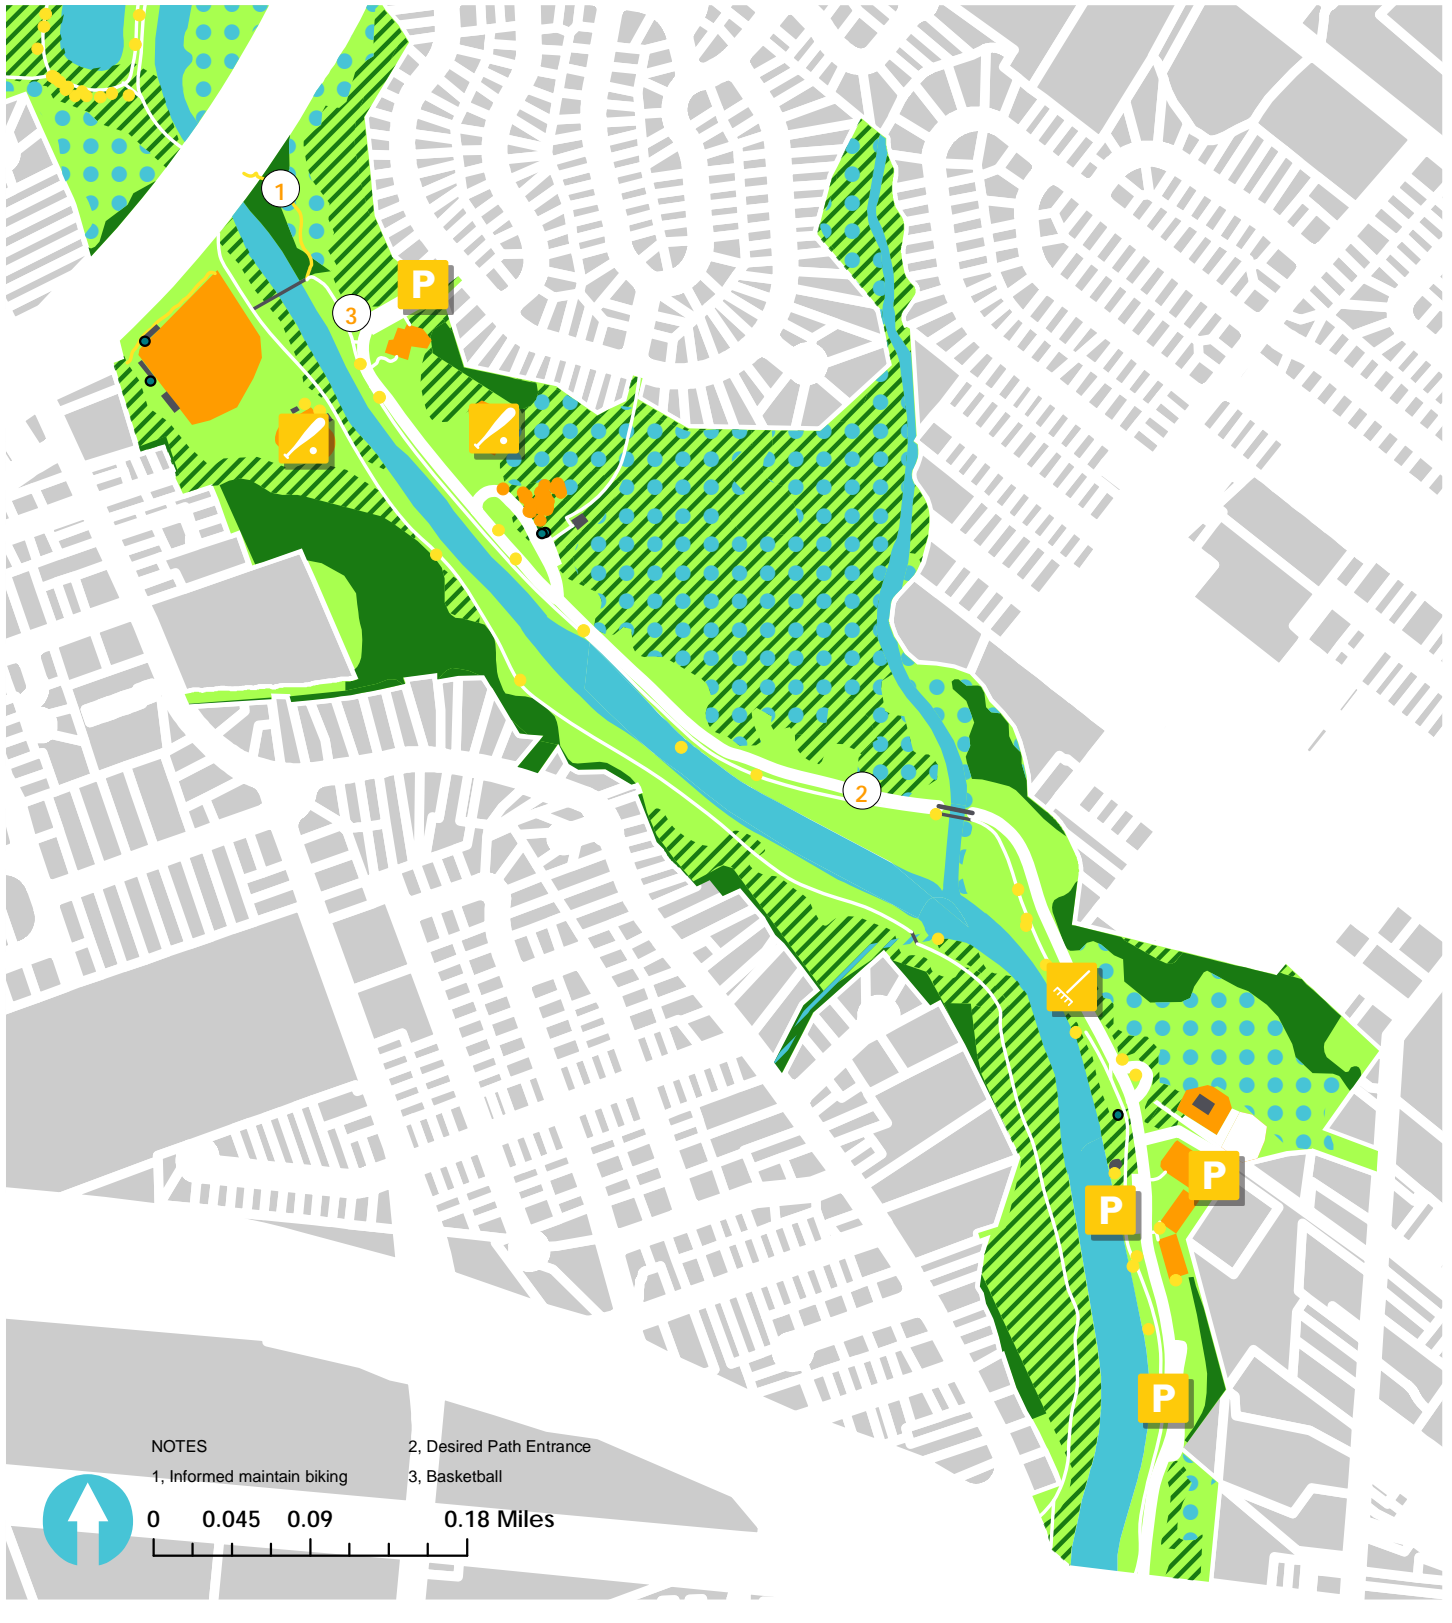 1
P
3
2
P
P
P
NOTES
2, Desired Path Entrance
1, Informed maintain biking
3, Basketball
0 0.045 0.09 0.18 Miles